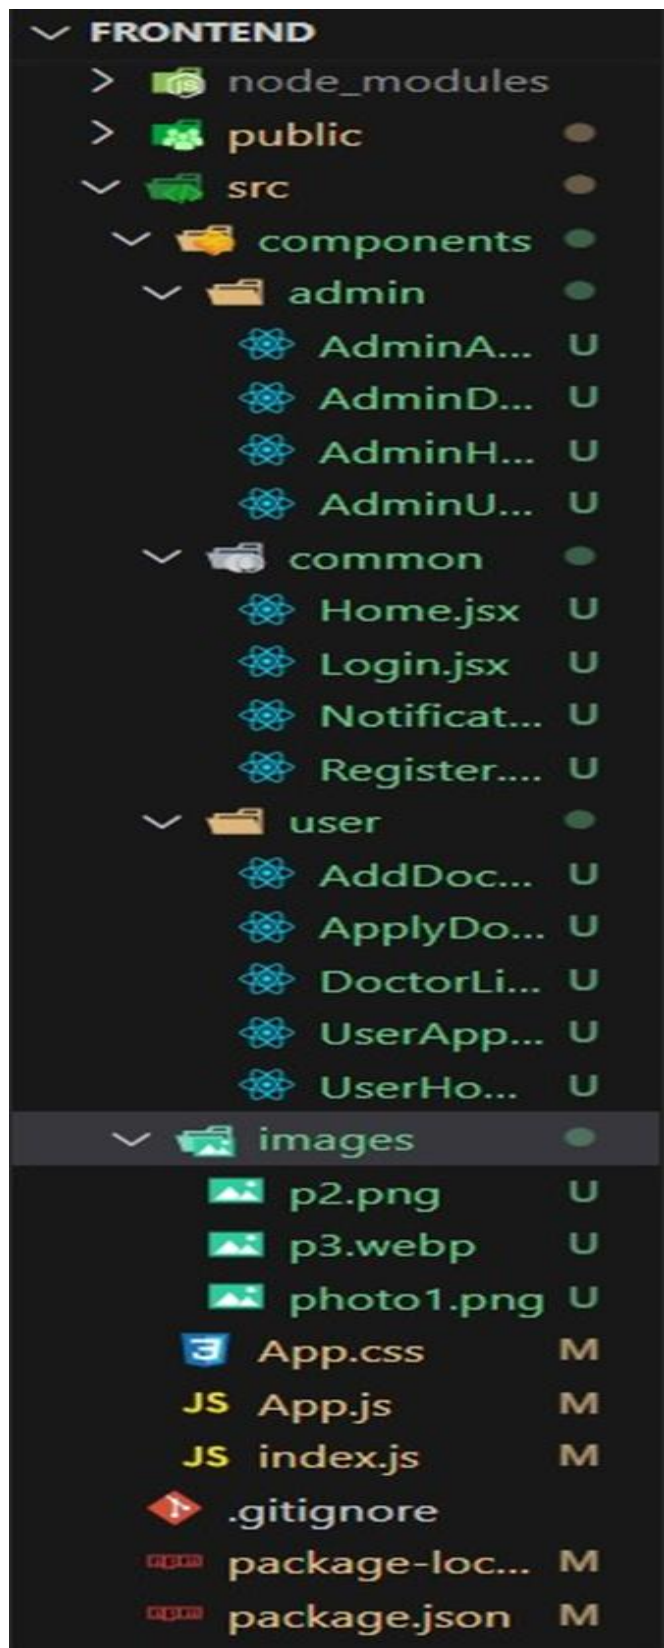 FRONTEND
node_modules
public
src
components
admin
AdminA... U
AdminD... U
AdminH... U
AdminU... U
common
Home.jsx U
Login.jsx U
Notificat... U
Register.... U
user
AddDoc... U
ApplyDo... U
DoctorLi... U
UserApp... U
UserHo... U
images
p2.png U
p3.webp U
photo1.png U
App.css M
JS App.js M
JS index.js M
.gitignore
package-loc... M
package.json M